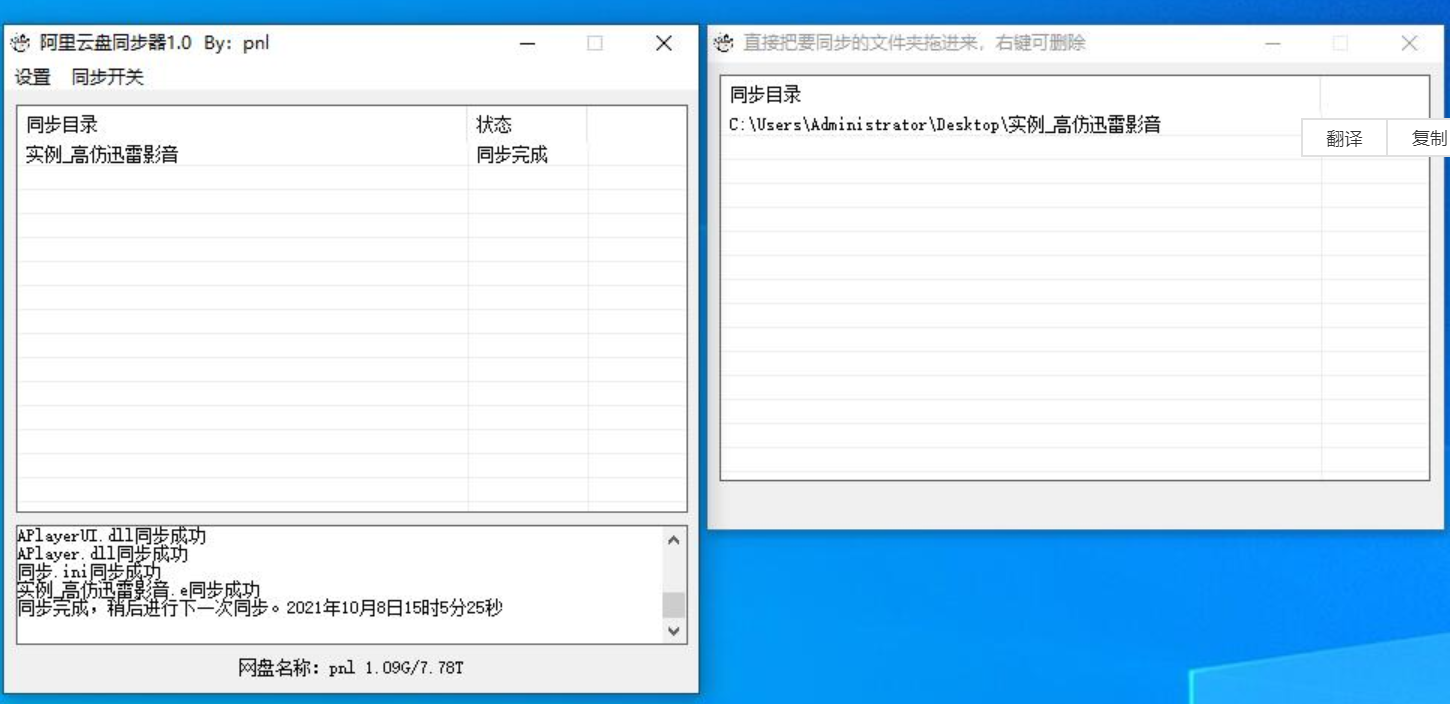 阿里云盘同步器1.0 By: pnl
设置 同步开关
同步目录 状态
实例_高仿迅雷影音 同步完成
APlayerUI.dll同步成功
APlayer.dll同步成功
同步.ini同步成功
实例_高仿迅雷影音.e同步成功
同步完成，稍后进行下一次同步。2021年10月8日15时5分25秒
网盘名称: pnl 1.09G/7.78T
直接把要同步的文件夹拖进来，右键可删除
同步目录
C:\Users\Administrator\Desktop\实例_高仿迅雷影音
翻译 复制